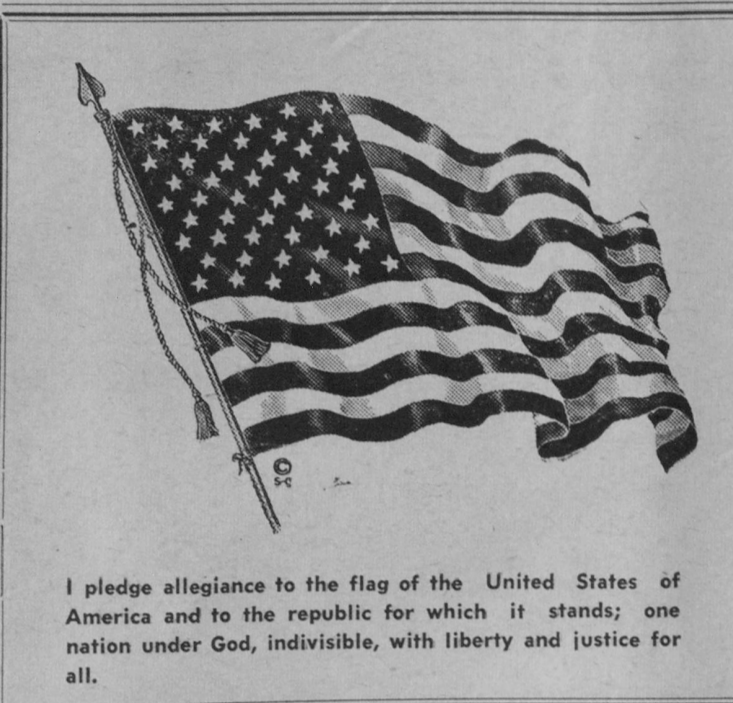 ©
I pledge allegiance to the flag of the United States of
America and to the republic for which it stands; one
nation under God, indivisible, with liberty and justice for
all.